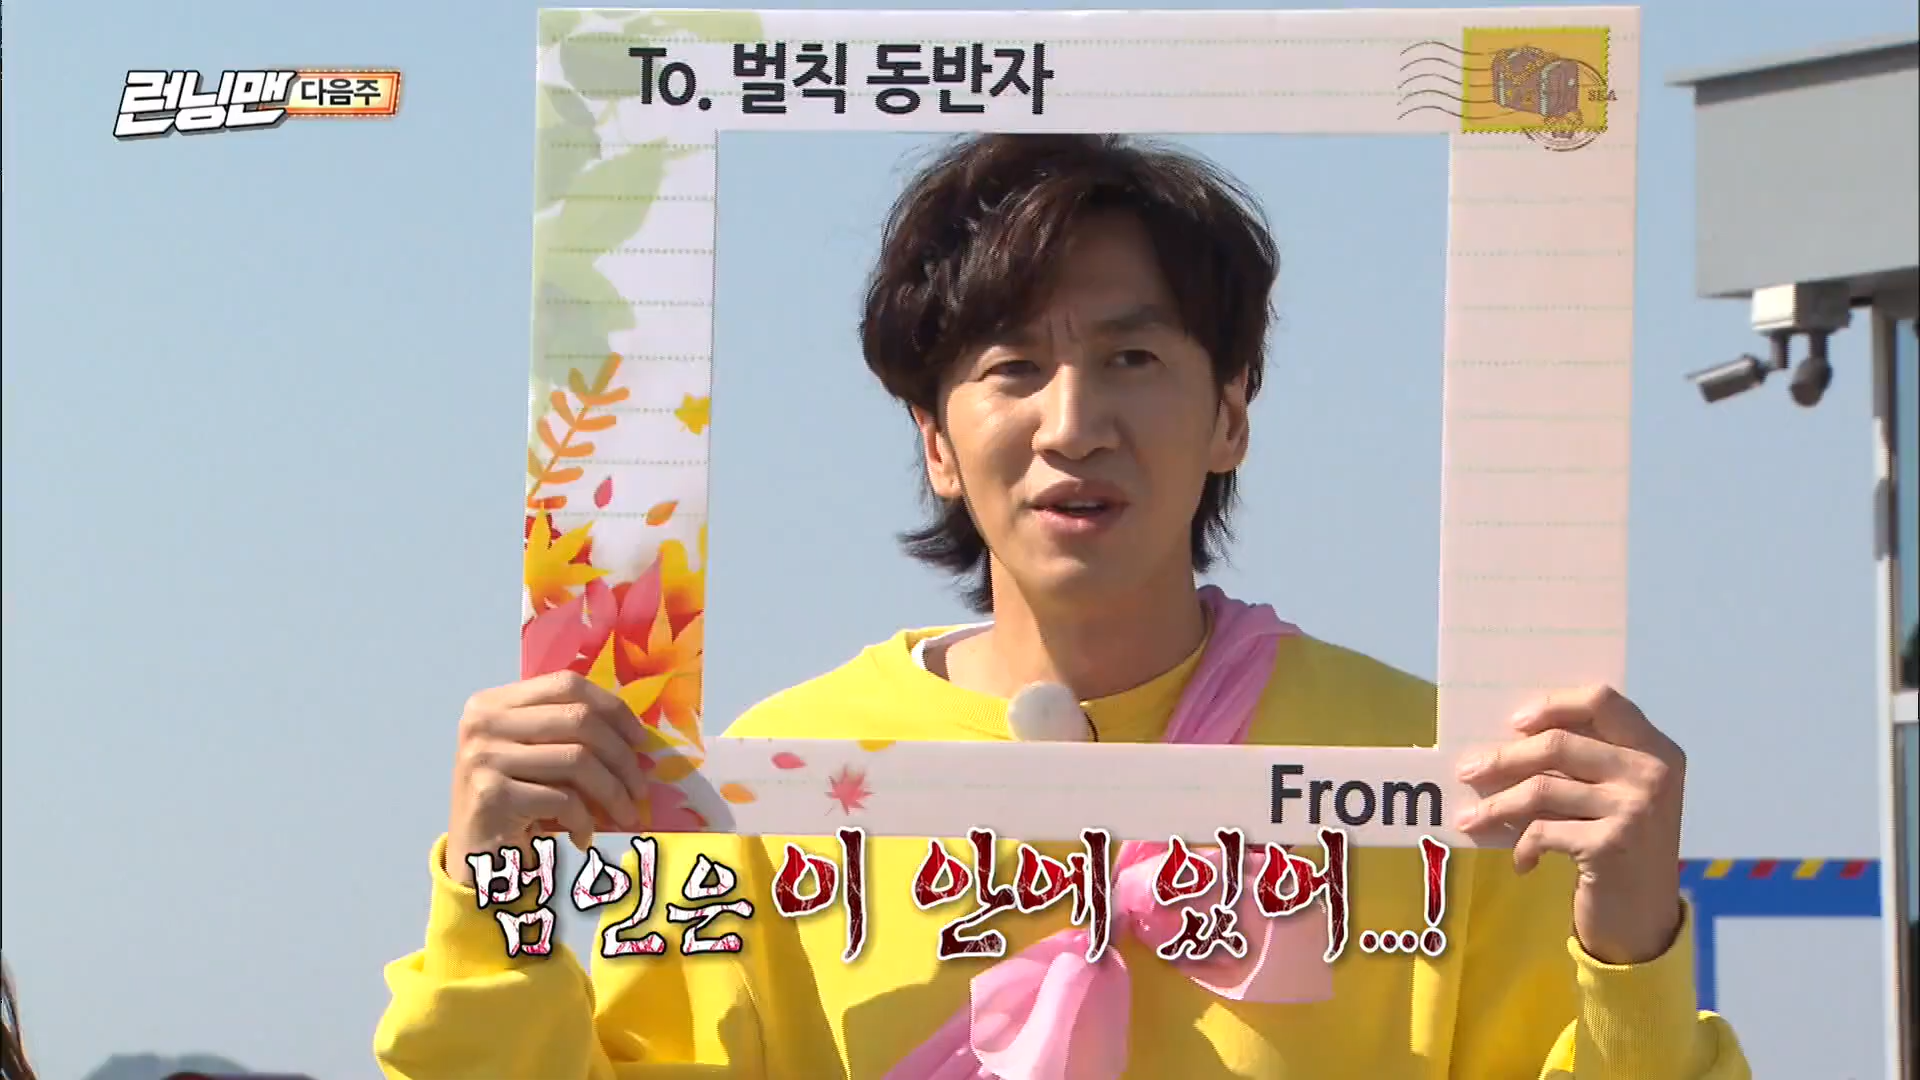 런닝맨 다음주
To. 벌칙 동반자
SEA
From
범인은 이 안에 있어...!